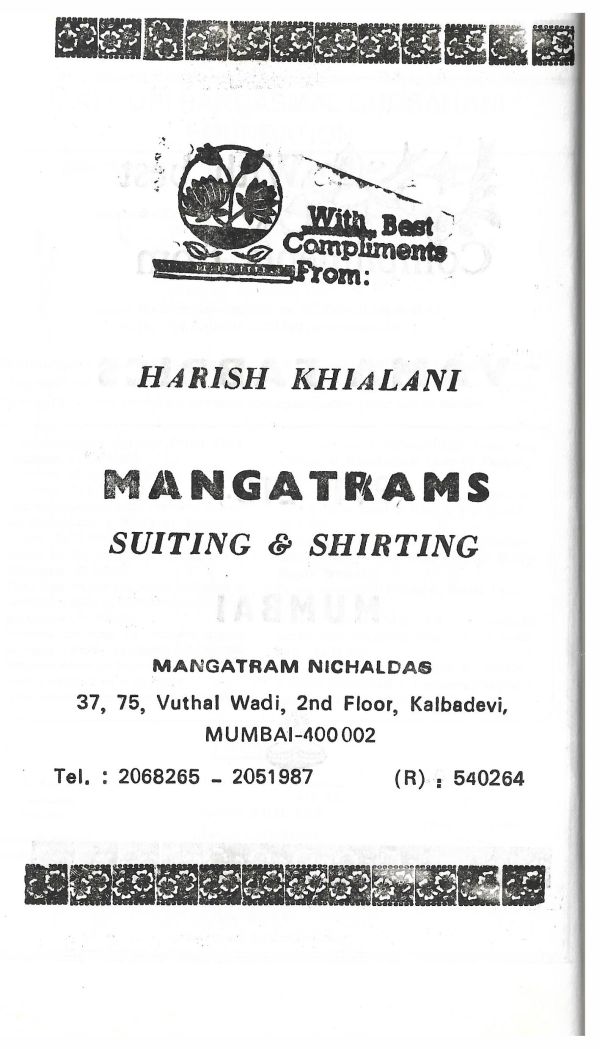 With Best
Compliments
From:
HARISH KHIALANI
MANGATRAMS
SUITING & SHIRTING
MANGATRAM NICHALDAS
37, 75, Vuthal Wadi, 2nd Floor, Kalbadevi,
MUMBAI-400 002
Tel. : 2068265 - 2051987 (R) : 540264